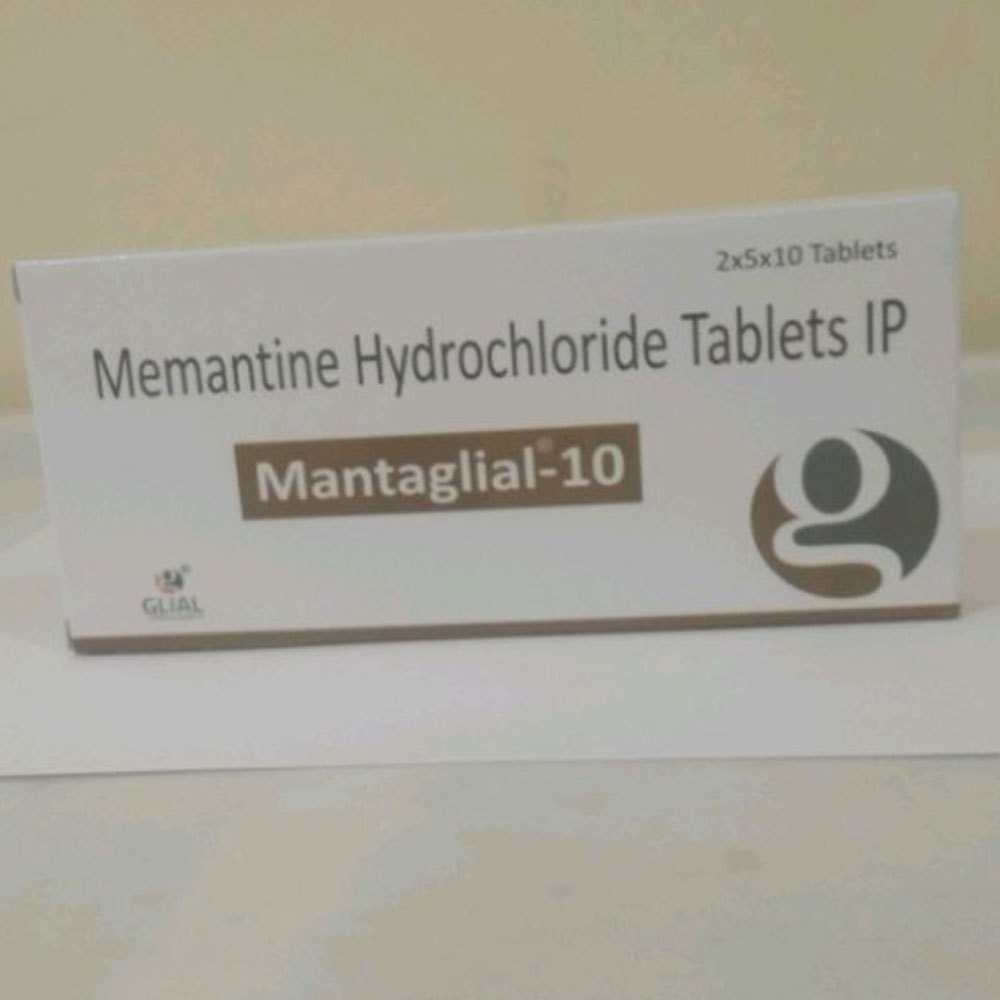 2x5x10 Tablets
Memantine Hydrochloride Tablets IP
Mantaglial®-10
g
g®
GLIAL